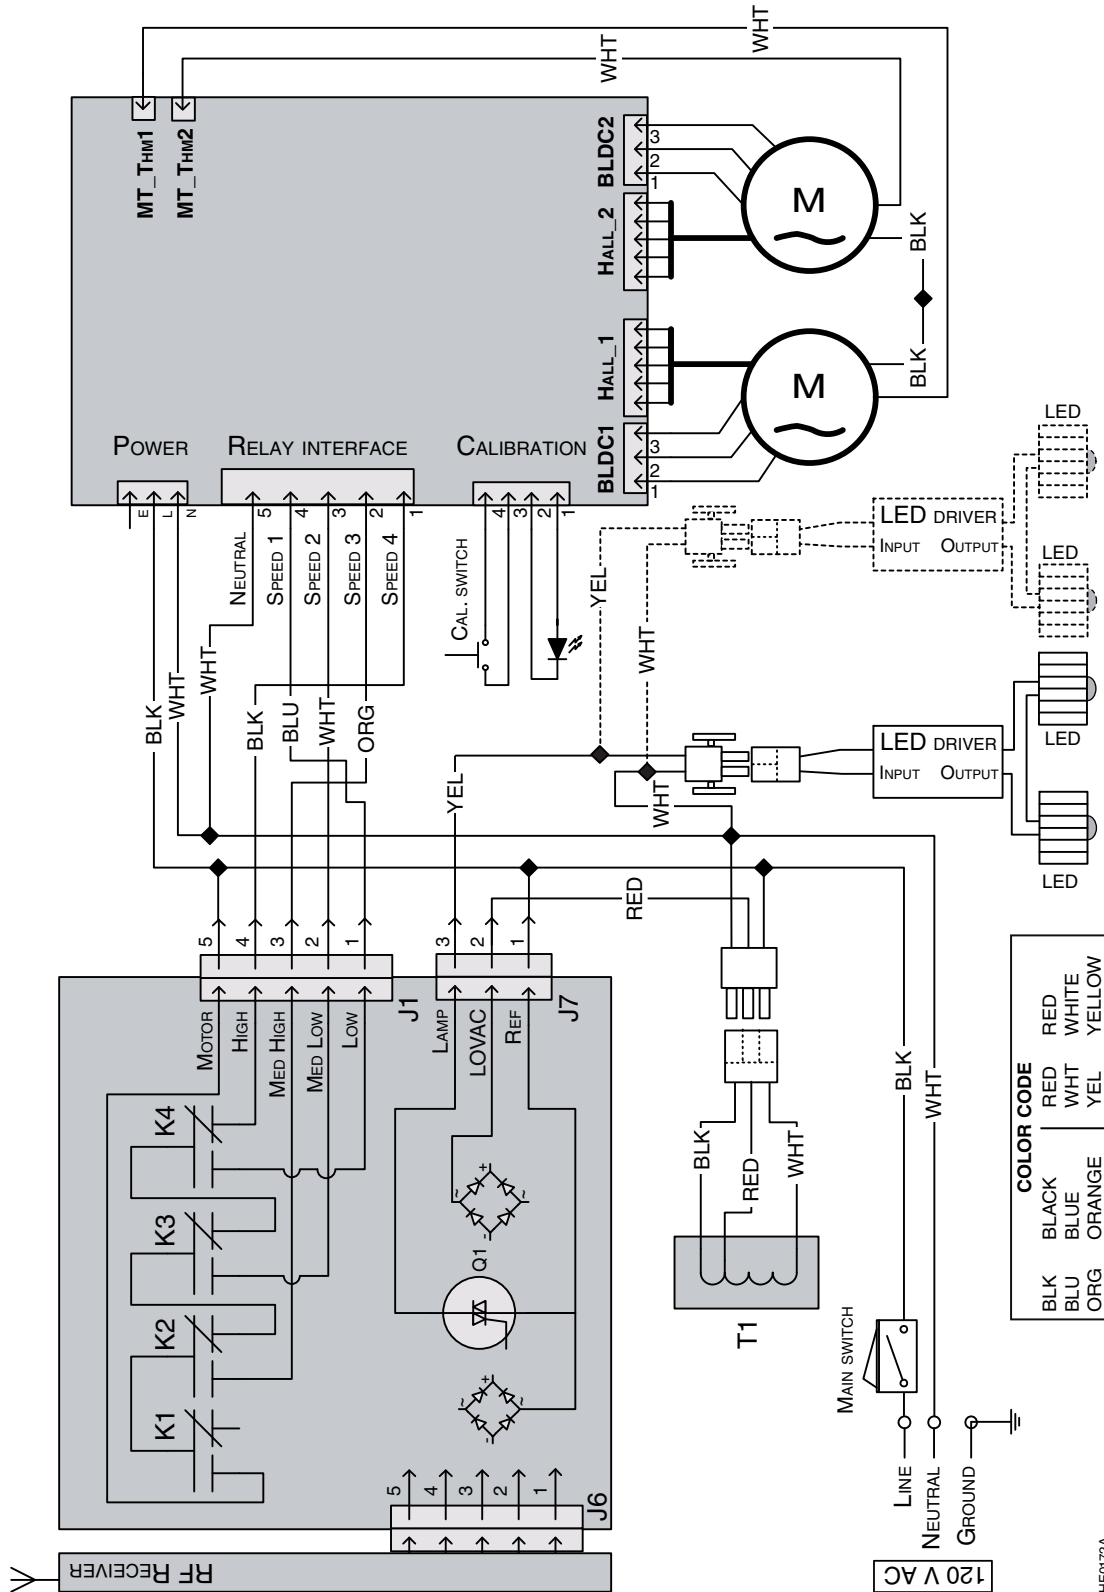 WHT
WHT
MT_THM1
MT_THM2
BLDC2
3
2
1
HALL_2
HALL_1
BLDC1
3
2
1
M
M
BLK
BLK
POWER
E
L
N
RELAY INTERFACE
5
4
3
2
1
CALIBRATION
4
3
2
1
NEUTRAL
SPEED 1
SPEED 2
SPEED 3
SPEED 4
CAL. SWITCH
BLK
WHT
WHT
BLK
BLU
WHT
ORG
YEL
WHT
YEL
WHT
RED
LED DRIVER
INPUT OUTPUT
LED
LED
LED DRIVER
INPUT OUTPUT
LED
LED
5
4
3
2
1
J1
MOTOR
HIGH
MED HIGH
MED LOW
LOW
3
2
1
J7
LAMP
LOVAC
REF
K4
K3
K2
K1
~
+
-
Q1
~
+
-
~
5
4
3
2
1
J6
RF RECEIVER
BLK
RED
WHT
T1
BLK
WHT
MAIN SWITCH
LINE
NEUTRAL
GROUND
120 V AC
COLOR CODE
BLK BLACK RED RED
BLU BLUE WHT WHITE
ORG ORANGE YEL YELLOW